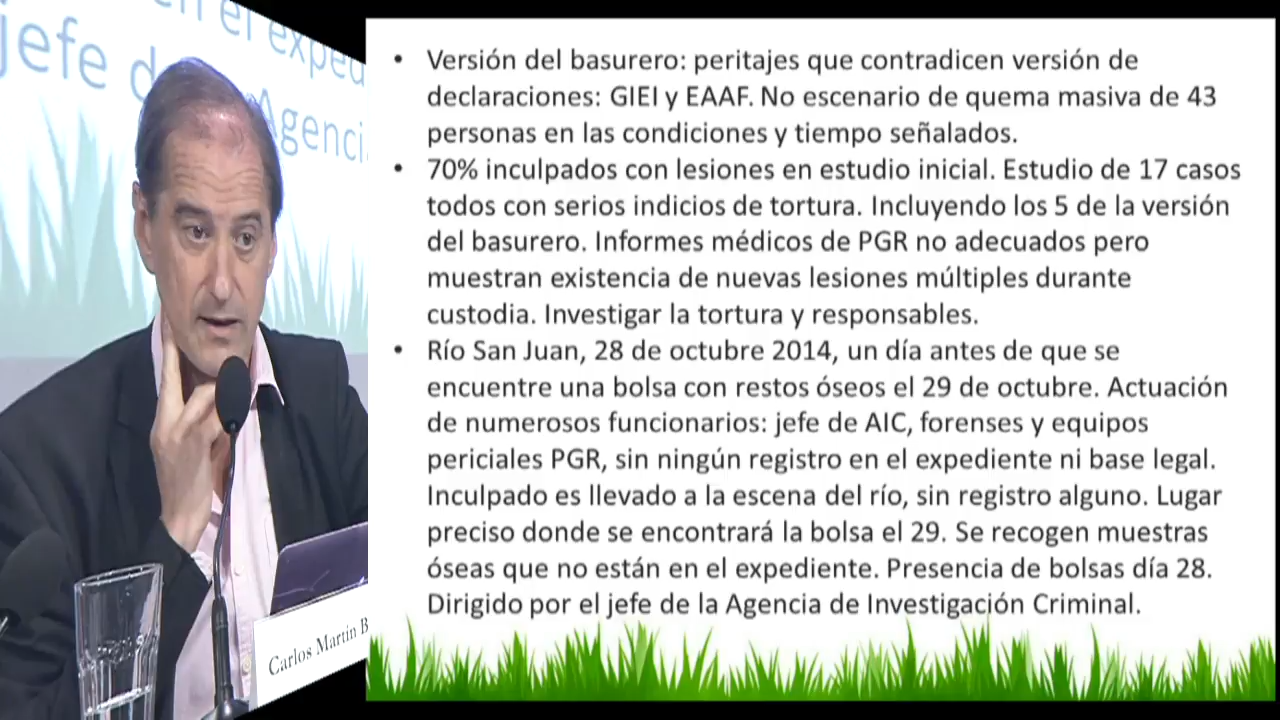 en el exped
jefe de Agenci
Carlos Martin B
• Versión del basurero: peritajes que contradicen versión de
declaraciones: GIEI y EAAF. No escenario de quema masiva de 43
personas en las condiciones y tiempo señalados.
• 70% inculpados con lesiones en estudio inicial. Estudio de 17 casos
todos con serios indicios de tortura. Incluyendo los 5 de la versión
del basurero. Informes médicos de PGR no adecuados pero
muestran existencia de nuevas lesiones múltiples durante
custodia. Investigar la tortura y responsables.
• Río San Juan, 28 de octubre 2014, un día antes de que se
encuentre una bolsa con restos óseos el 29 de octubre. Actuación
de numerosos funcionarios: jefe de AIC, forenses y equipos
periciales PGR, sin ningún registro en el expediente ni base legal.
Inculpado es llevado a la escena del río, sin registro alguno. Lugar
preciso donde se encontrará la bolsa el 29. Se recogen muestras
óseas que no están en el expediente. Presencia de bolsas día 28.
Dirigido por el jefe de la Agencia de Investigación Criminal.